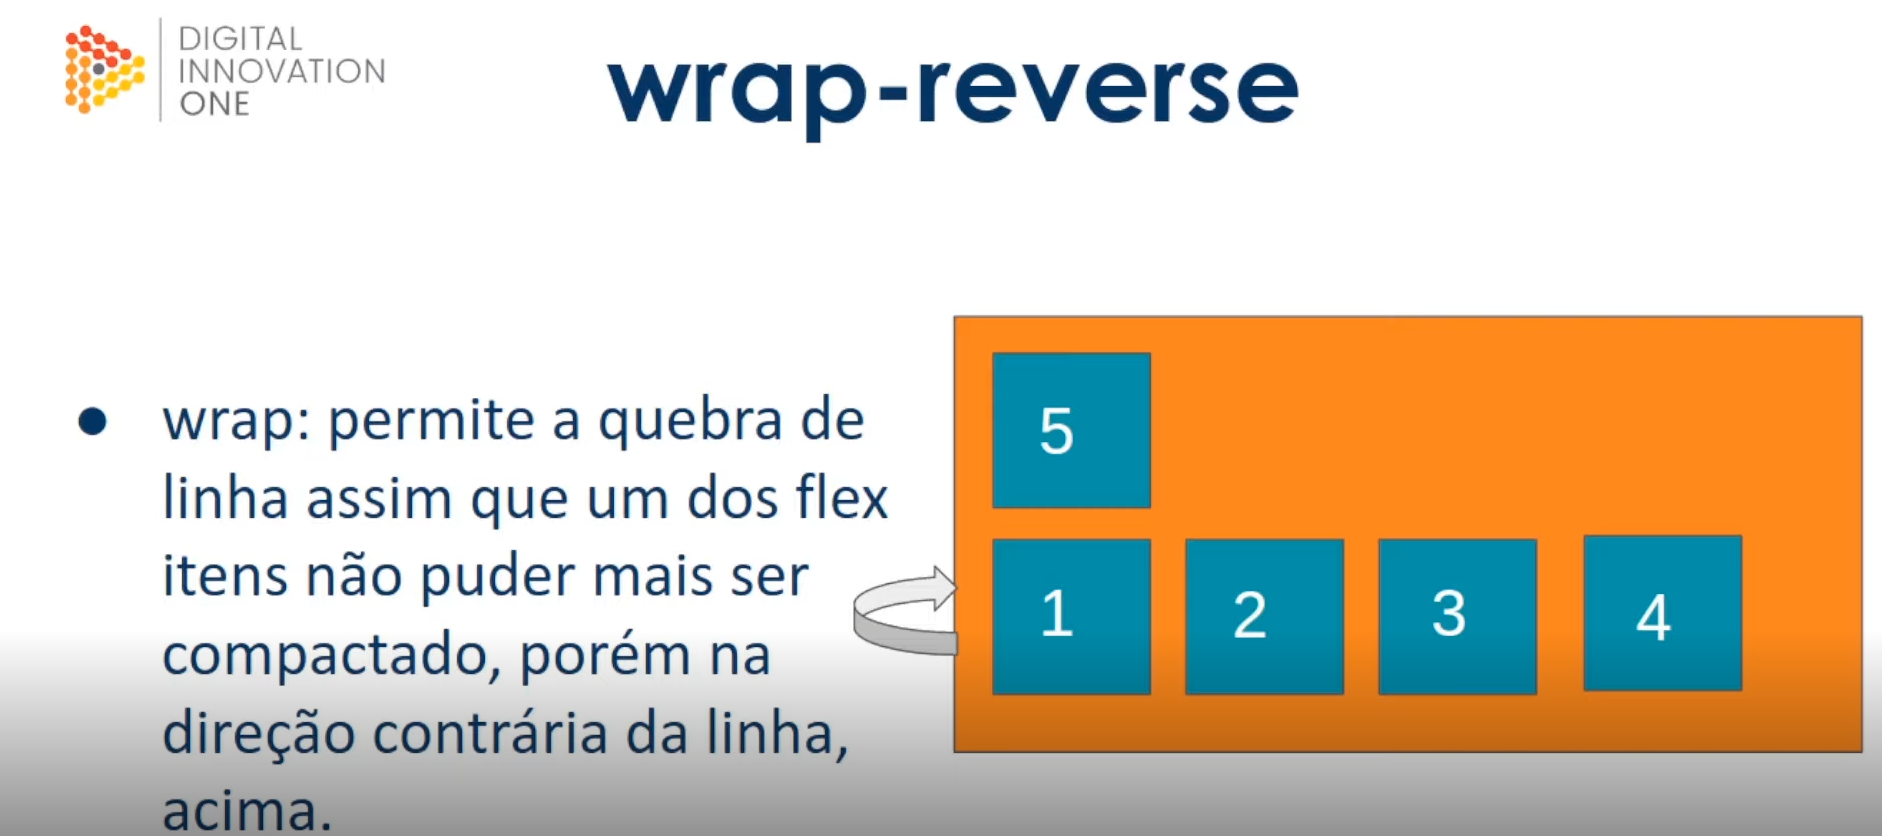 DIGITAL
INNOVATION
ONE
wrap-reverse
● wrap: permite a quebra de
linha assim que um dos flex
itens não puder mais ser
compactado, porém na
direção contrária da linha,
acima.
5
1 2 3 4